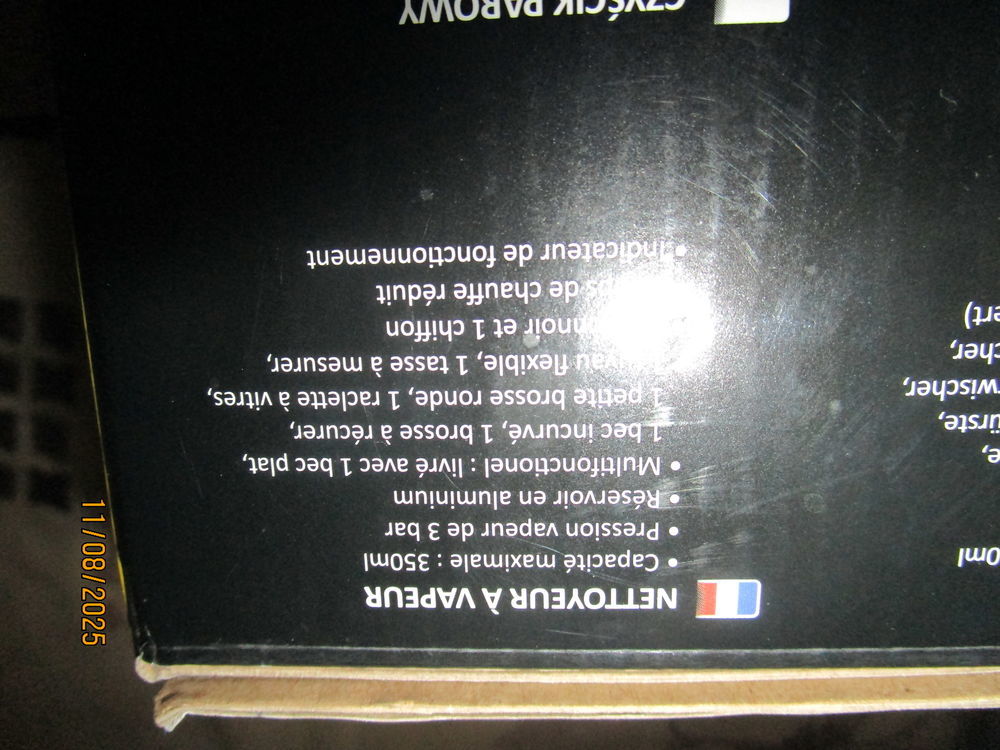 NETTOYEUR À VAPEUR
• Capacité maximale : 350ml
• Pression vapeur de 3 bar
• Réservoir en aluminium
• Multifonctionel : livré avec 1 bec plat,
1 bec incurvé, 1 brosse à récurer,
1 petite brosse ronde, 1 raclette à vitres,
flexible, 1 tasse à mesurer,
et 1 chiffon
de chauffe réduit
• Indicateur de fonctionnement
CZYŚCIK PAROWY
11/08/2025